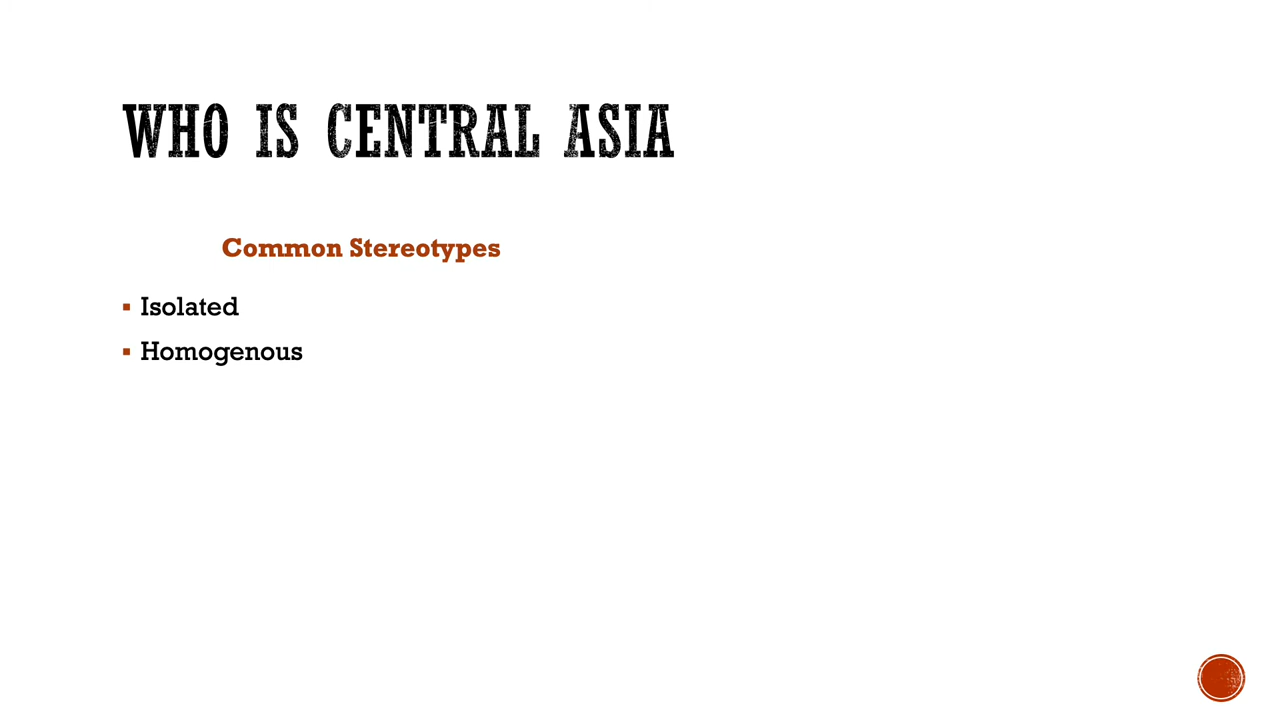 WHO IS CENTRAL ASIA
Common Stereotypes
▪ Isolated
▪ Homogenous